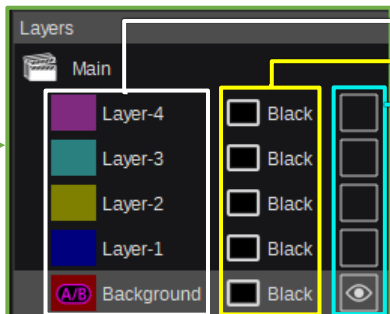 Layers
Main
Layer-4 Black
Layer-3 Black
Layer-2 Black
Layer-1 Black
A/B Background Black